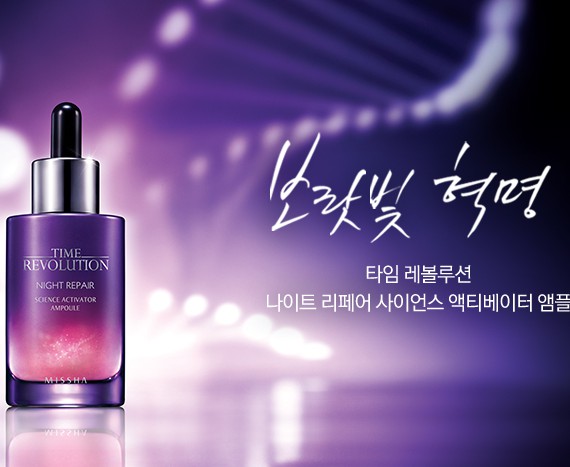 보랏빛 혁명
타임 레볼루션
나이트 리페어 사이언스 액티베이터 앰플
TIME
REVOLUTION
NIGHT REPAIR
SCIENCE ACTIVATOR
AMPOULE
MISSHA